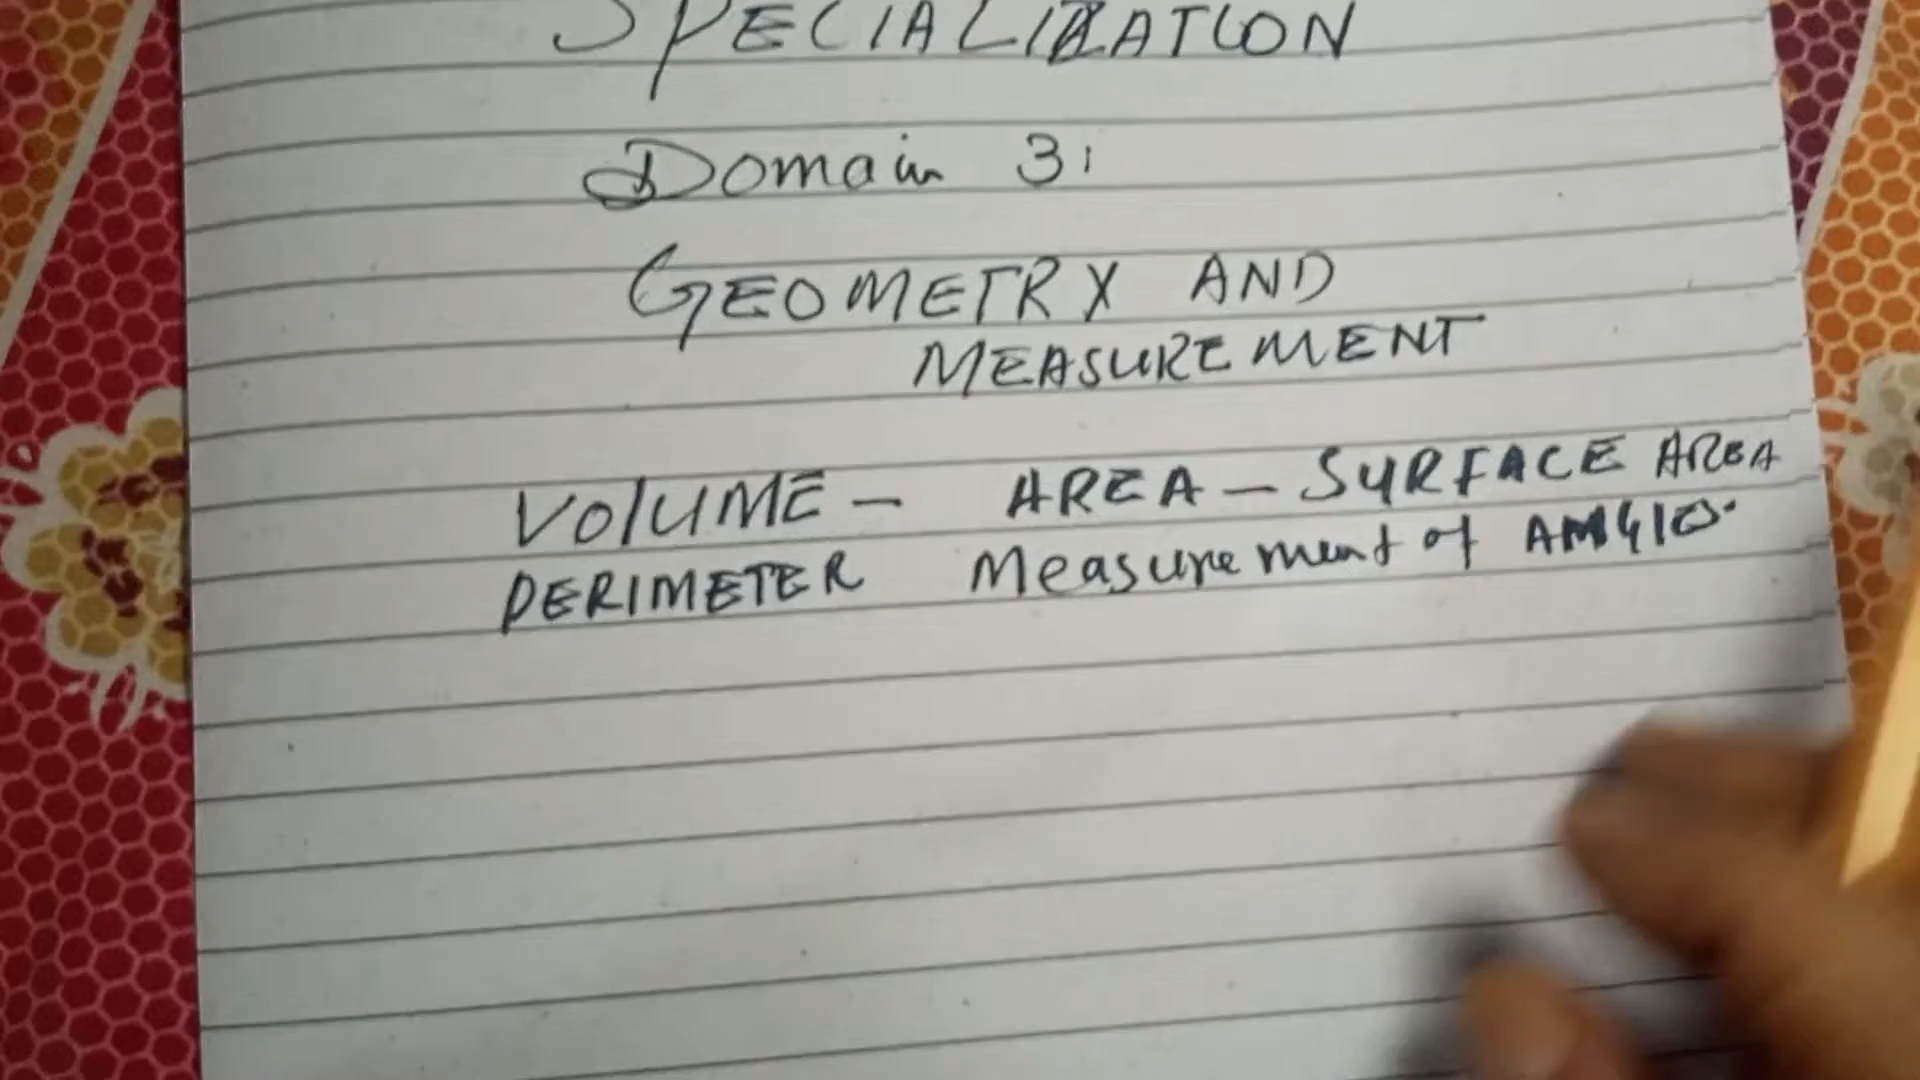 SPECIALIZATION
Domain 3:
GEOMETRY AND
MEASUREMENT
VOLUME - AREA - SURFACE AREA
PERIMETER Measurement of